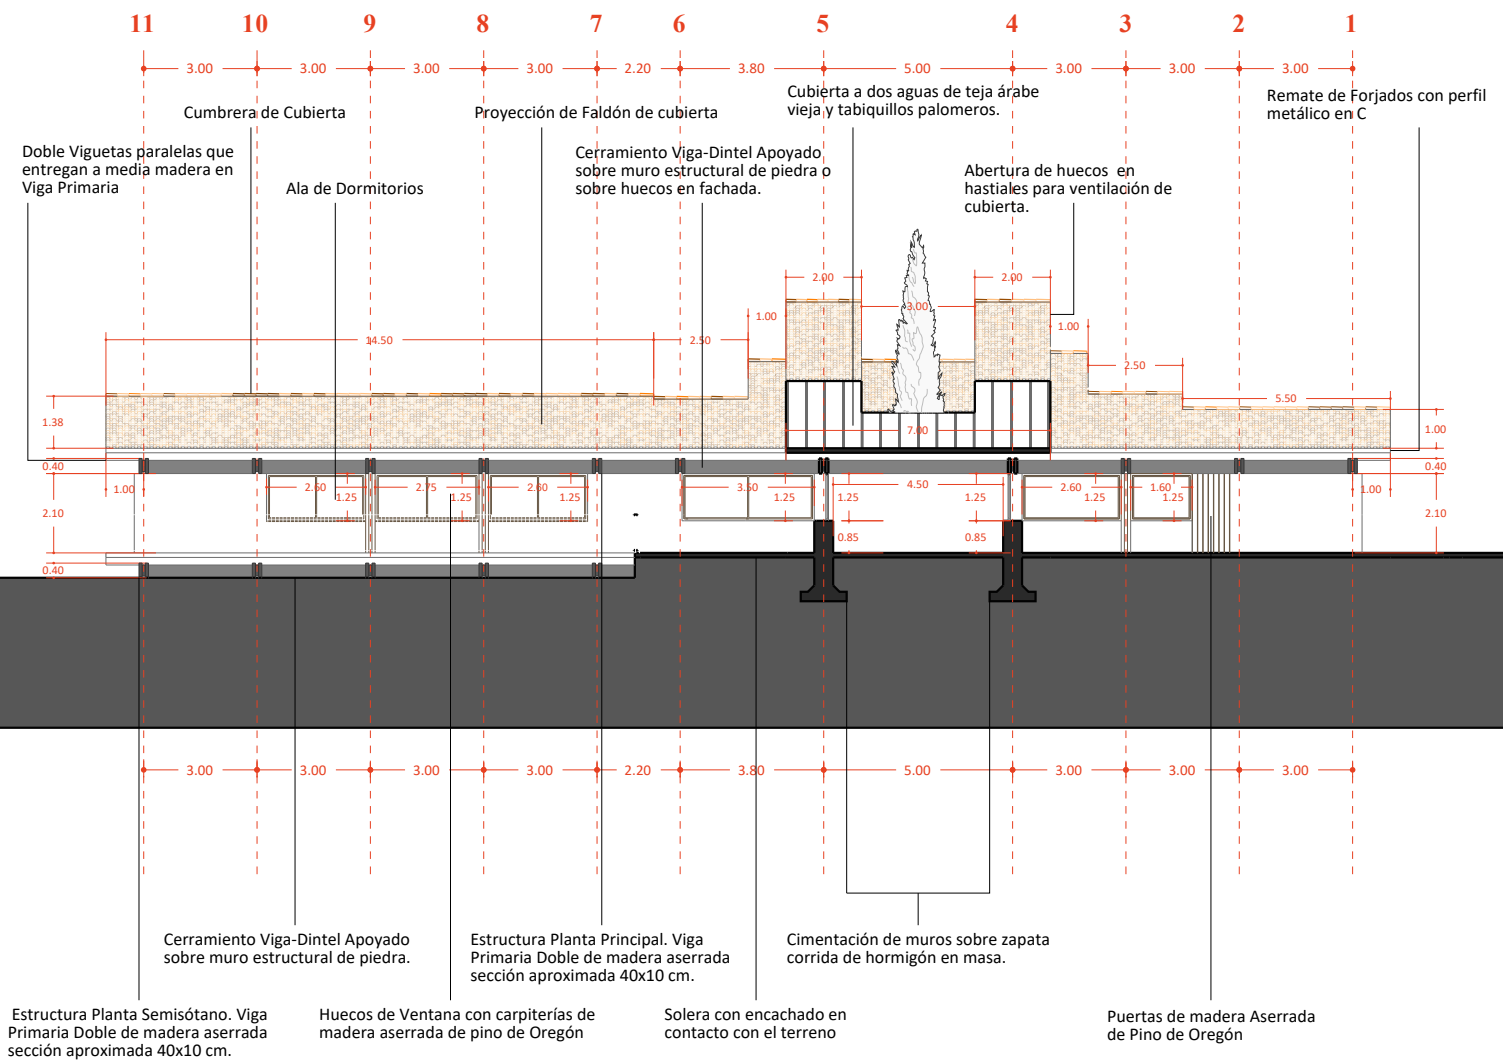 11 10 9 8 7 6 5 4 3 2 1
3.00 3.00 3.00 3.00 2.20 3.80 5.00 3.00 3.00 3.00
Cumbrera de Cubierta
Proyección de Faldón de cubierta
Cubierta a dos aguas de teja árabe
vieja y tabiquillos palomeros.
Remate de Forjados con perfil
metálico en C
Doble Viguetas paralelas que
entregan a media madera en
Viga Primaria
Ala de Dormitorios
Cerramiento Viga-Dintel Apoyado
sobre muro estructural de piedra o
sobre huecos en fachada.
Abertura de huecos en
hastiales para ventilación de
cubierta.
2.00 2.00
3.00
1.00 1.00
14.50 2.50 2.50
5.50
1.38 7.00 1.00
0.40 0.40
1.00 2.60 2.75 2.60 3.50 4.50 2.60 1.60 1.00
1.25 1.25 1.25 1.25 1.25 1.25 1.25 1.25
2.10 2.10
0.85 0.85
0.40
3.00 3.00 3.00 3.00 2.20 3.80 5.00 3.00 3.00 3.00
Cerramiento Viga-Dintel Apoyado
sobre muro estructural de piedra.
Estructura Planta Principal. Viga
Primaria Doble de madera aserrada
sección aproximada 40x10 cm.
Cimentación de muros sobre zapata
corrida de hormigón en masa.
Estructura Planta Semisótano. Viga
Primaria Doble de madera aserrada
sección aproximada 40x10 cm.
Huecos de Ventana con carpiterías de
madera aserrada de pino de Oregón
Solera con encachado en
contacto con el terreno
Puertas de madera Aserrada
de Pino de Oregón